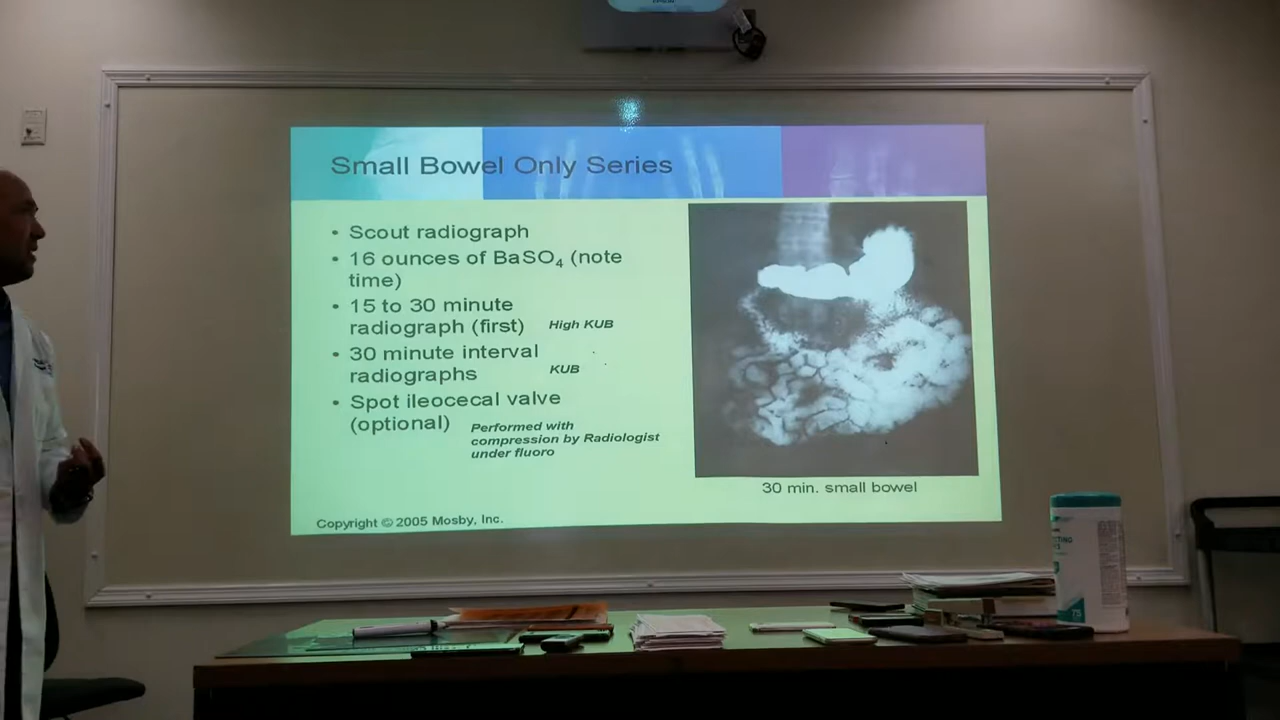 Small Bowel Only Series
• Scout radiograph
• 16 ounces of BaSO4 (note
time)
• 15 to 30 minute
radiograph (first)
High KUB
• 30 minute interval
radiographs
KUB
• Spot ileocecal valve
(optional)
Performed with
compression by Radiologist
under fluoro
30 min. small bowel
Copyright © 2005 Mosby, Inc.
75